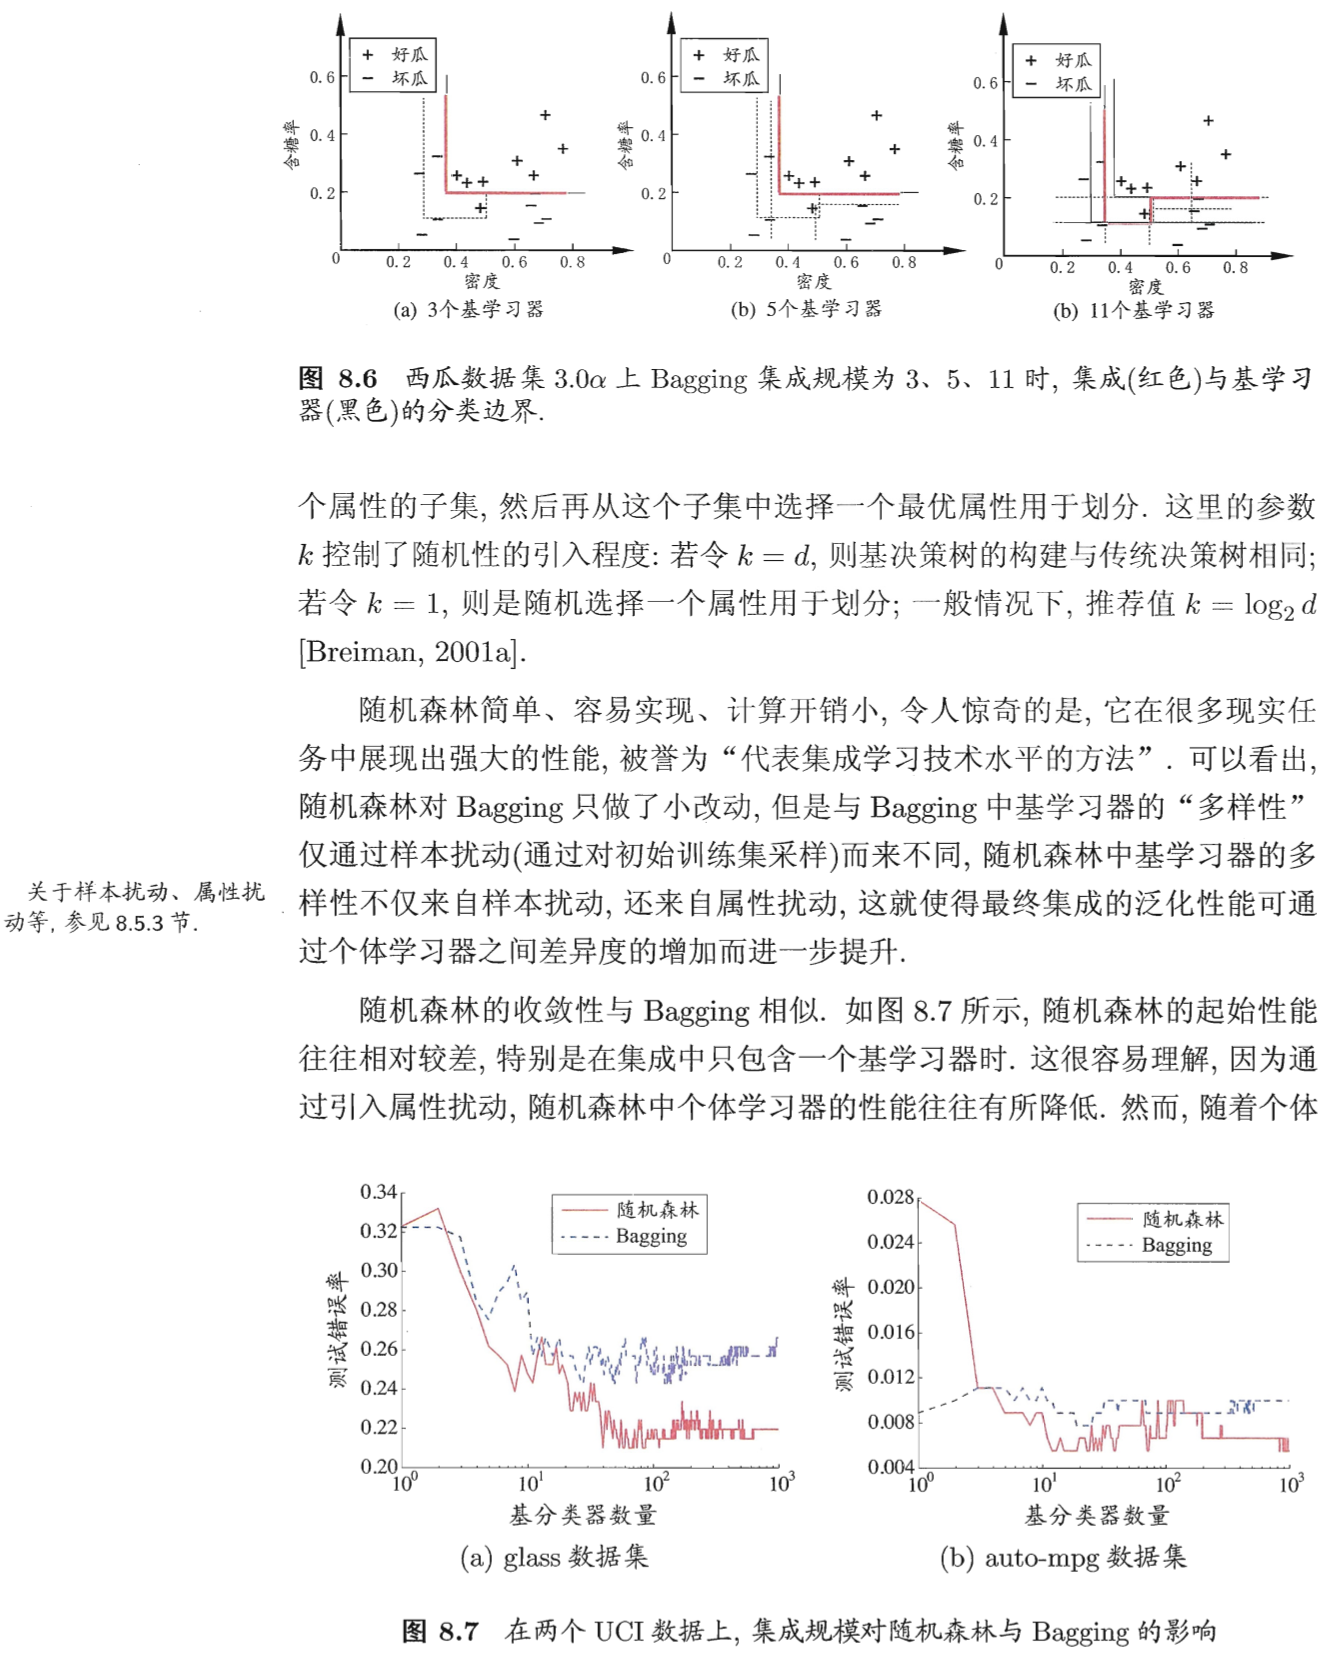 + 好瓜
− 坏瓜
0.6
0.4
0.2
0
0.2 0.4 0.6 0.8
含糖率
密度
(a) 3个基学习器
+ 好瓜
− 坏瓜
0.6
0.4
0.2
0
0.2 0.4 0.6 0.8
含糖率
密度
(b) 5个基学习器
+ 好瓜
− 坏瓜
0.6
0.4
0.2
0
0.2 0.4 0.6 0.8
含糖率
密度
(b) 11个基学习器
图 8.6 西瓜数据集 3.0α 上 Bagging 集成规模为 3、5、11 时, 集成(红色)与基学习
器(黑色)的分类边界.
个属性的子集, 然后再从这个子集中选择一个最优属性用于划分. 这里的参数
k 控制了随机性的引入程度: 若令 k = d, 则基决策树的构建与传统决策树相同;
若令 k = 1, 则是随机选择一个属性用于划分; 一般情况下, 推荐值 k = log₂ d
[Breiman, 2001a].
随机森林简单、容易实现、计算开销小, 令人惊奇的是, 它在很多现实任
务中展现出强大的性能, 被誉为“代表集成学习技术水平的方法”. 可以看出,
随机森林对 Bagging 只做了小改动, 但是与 Bagging 中基学习器的“多样性”
仅通过样本扰动(通过对初始训练集采样)而来不同, 随机森林中基学习器的多
样性不仅来自样本扰动, 还来自属性扰动, 这就使得最终集成的泛化性能可通
过个体学习器之间差异度的增加而进一步提升.
关于样本扰动、属性扰
动等, 参见 8.5.3 节.
随机森林的收敛性与 Bagging 相似. 如图 8.7 所示, 随机森林的起始性能
往往相对较差, 特别是在集成中只包含一个基学习器时. 这很容易理解, 因为通
过引入属性扰动, 随机森林中个体学习器的性能往往有所降低. 然而, 随着个体
0.34
0.32
0.30
0.28
0.26
0.24
0.22
0.20
测试错误率
随机森林
Bagging
10⁰ 10¹ 10² 10³
基分类器数量
(a) glass 数据集
0.028
0.024
0.020
0.016
0.012
0.008
0.004
测试错误率
随机森林
Bagging
10⁰ 10¹ 10² 10³
基分类器数量
(b) auto-mpg 数据集
图 8.7 在两个 UCI 数据上, 集成规模对随机森林与 Bagging 的影响